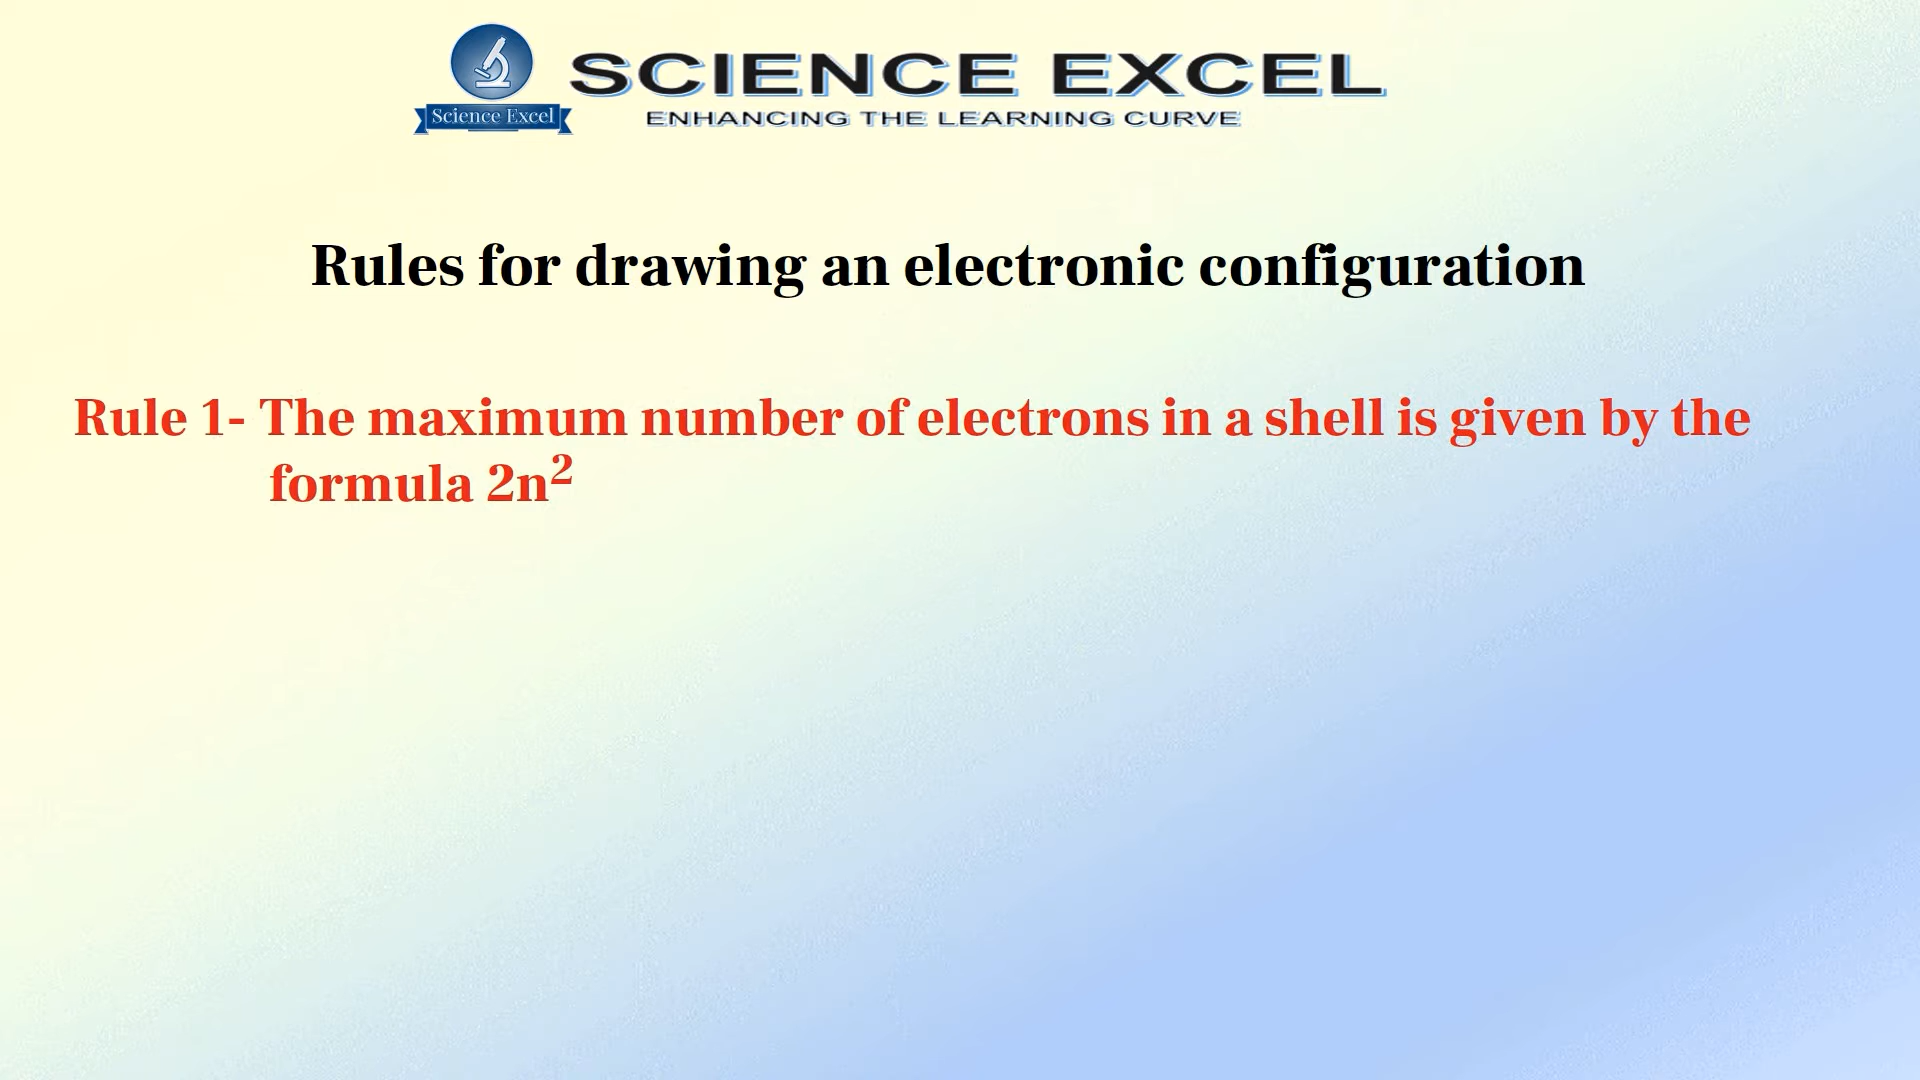 Science Excel
SCIENCE EXCEL
ENHANCING THE LEARNING CURVE
Rules for drawing an electronic configuration
Rule 1- The maximum number of electrons in a shell is given by the
formula 2n²